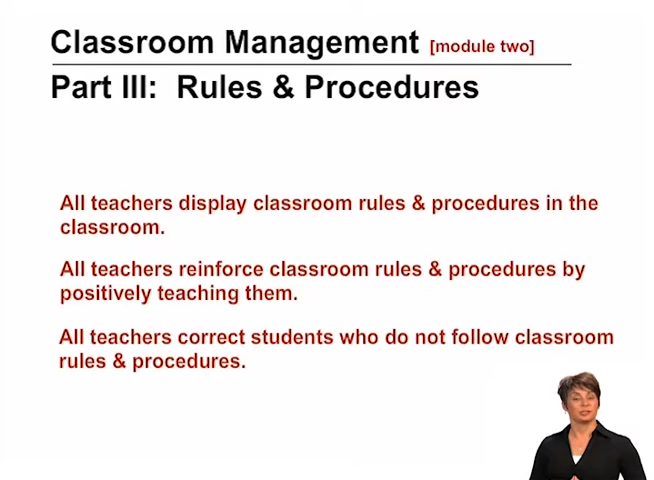 Classroom Management [module two]
Part III: Rules & Procedures
All teachers display classroom rules & procedures in the
classroom.
All teachers reinforce classroom rules & procedures by
positively teaching them.
All teachers correct students who do not follow classroom
rules & procedures.